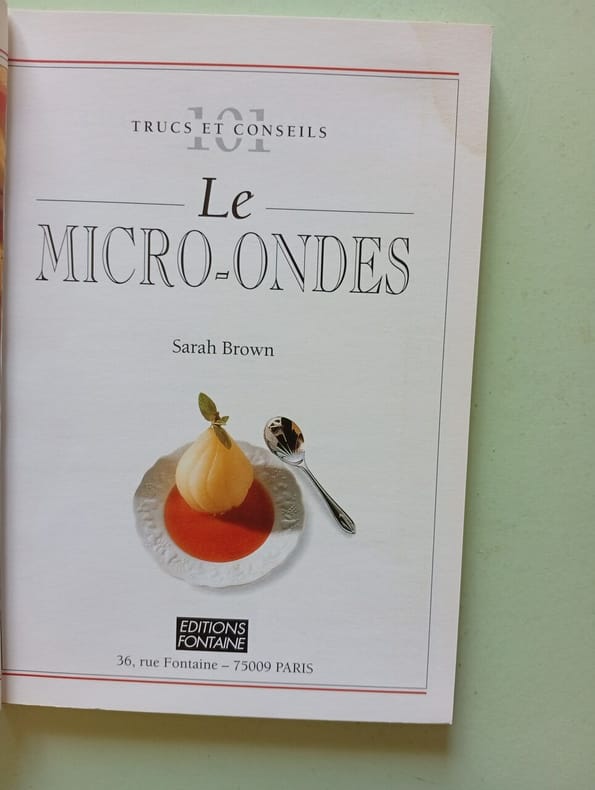 101
TRUCS ET CONSEILS
Le
MICRO-ONDES
Sarah Brown
EDITIONS
FONTAINE
36, rue Fontaine – 75009 PARIS